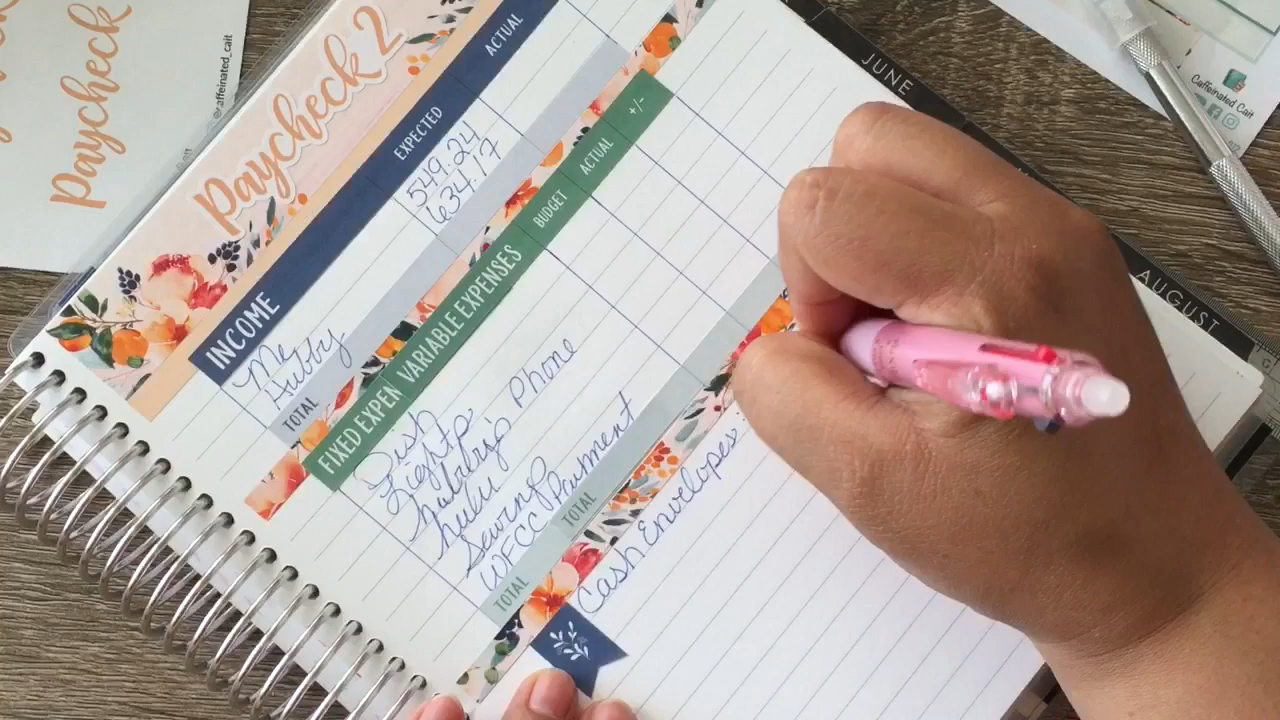 Paycheck
@caffeinated_cait
Paycheck 2
INCOME
EXPECTED
ACTUAL
Me
549.24
Hubby
634.17
TOTAL
FIXED EXPEN
VARIABLE EXPENSES
BUDGET
ACTUAL
+/-
Lights
hulu
Sewing Phone
WFCC Payment
TOTAL
TOTAL
Cash Envelopes:
JUNE
AUGUST
Caffeinated Cait